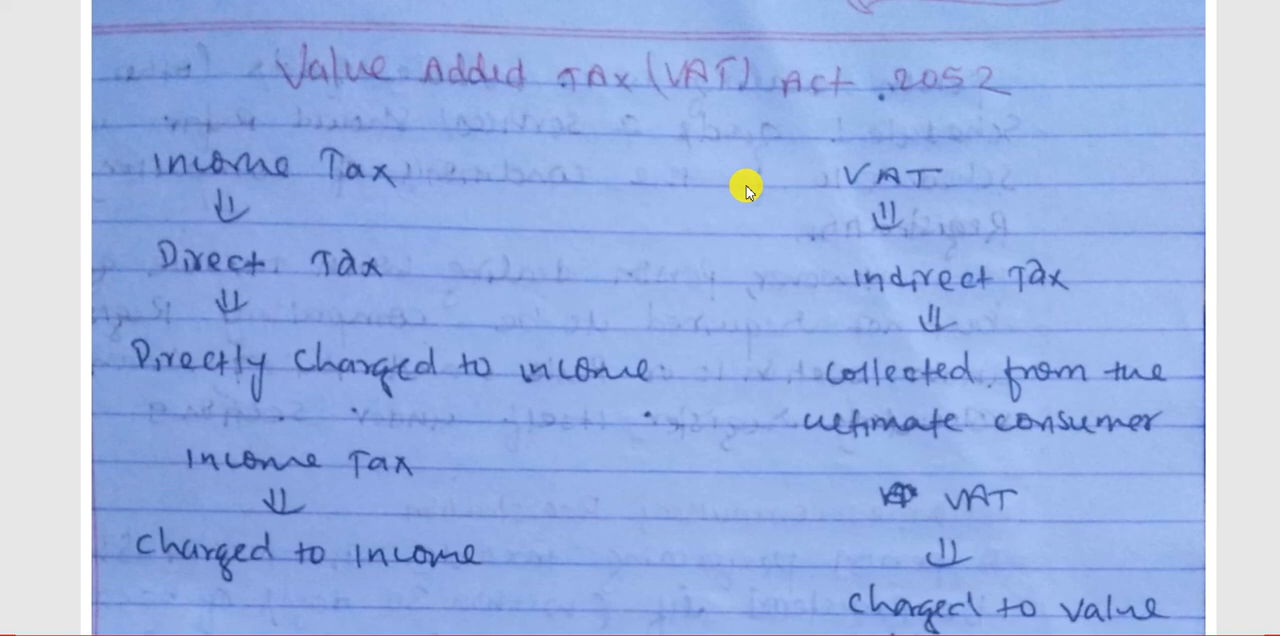 Value Added Tax (VAT) Act .2052
Income Tax VAT
⇓ ⇓
Direct Tax Indirect Tax
⇓ ⇓
Directly charged to income. collected from the
ultimate consumer
Income Tax VAT
⇓ ⇓
charged to Income charged to value